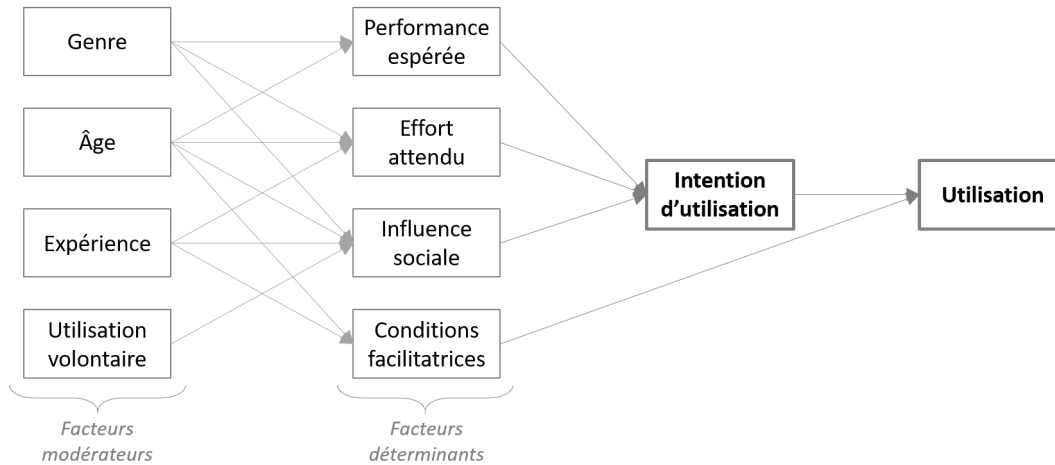 Genre
Âge
Expérience
Utilisation
volontaire
Facteurs
modérateurs
Performance
espérée
Effort
attendu
Influence
sociale
Conditions
facilitatrices
Facteurs
déterminants
Intention
d’utilisation
Utilisation